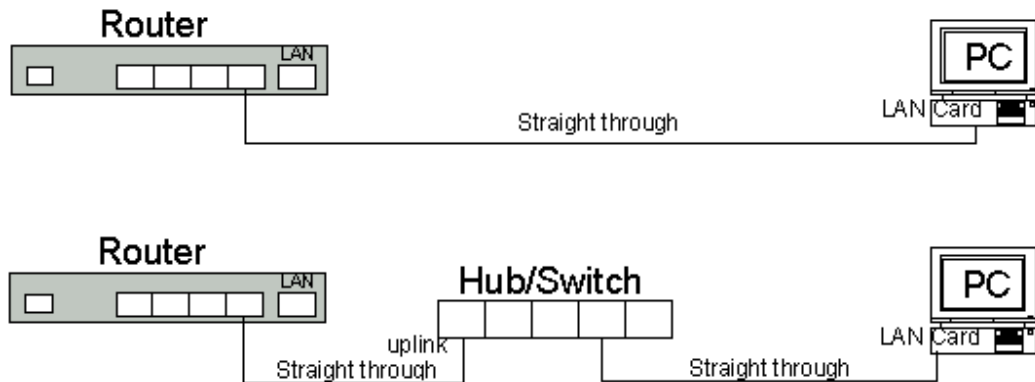 Router
LAN
PC
LAN Card
Straight through
Router
LAN
Hub/Switch
PC
uplink
LAN Card
Straight through
Straight through